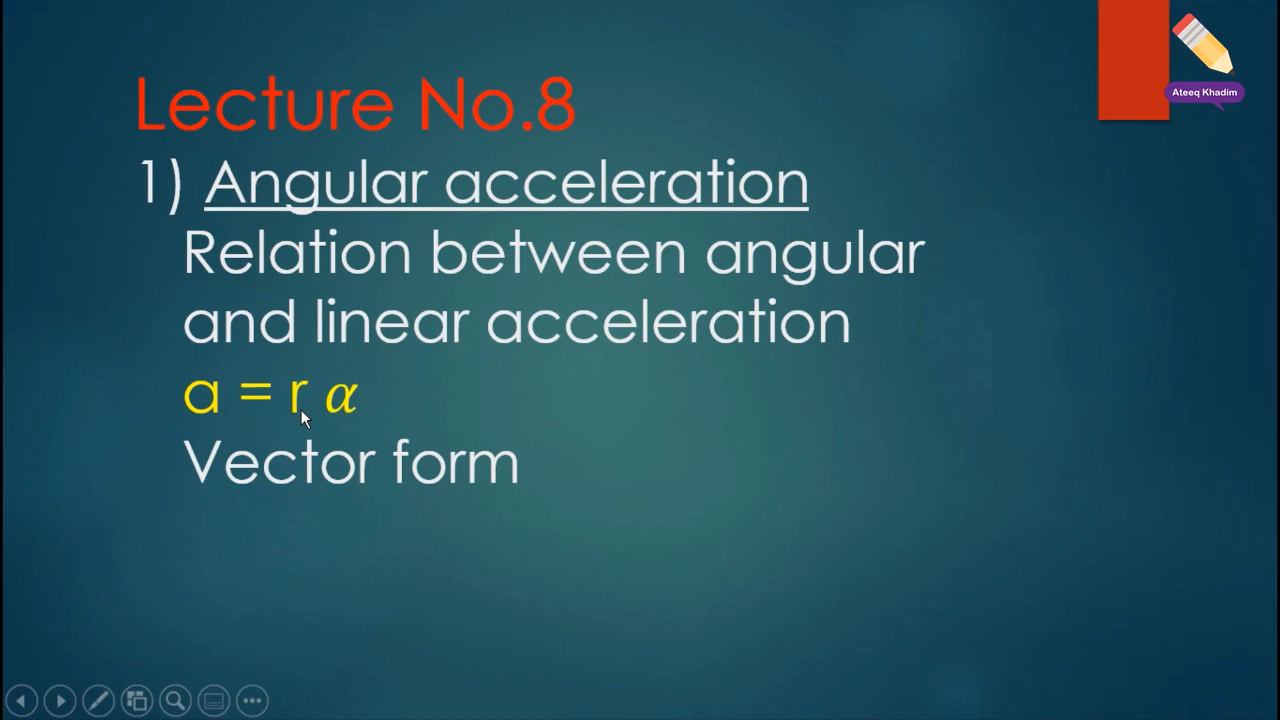 Lecture No.8
1) Angular acceleration
Relation between angular
and linear acceleration
a = r α
Vector form
Ateeq Khadim